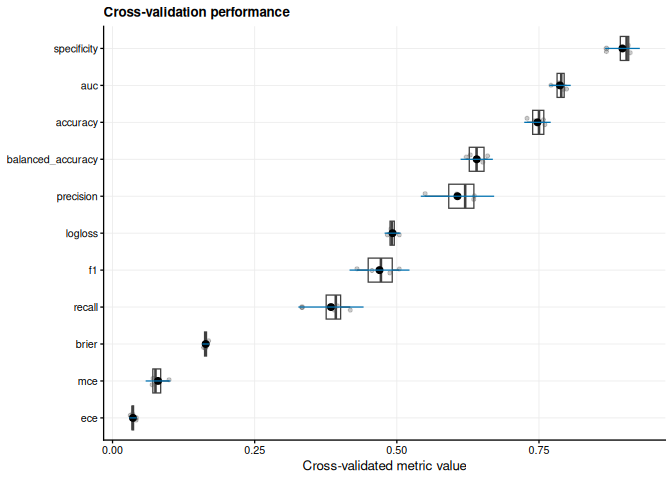 Cross-validation performance
specificity
auc
accuracy
balanced_accuracy
precision
logloss
f1
recall
brier
mce
ece
0.00 0.25 0.50 0.75
Cross-validated metric value